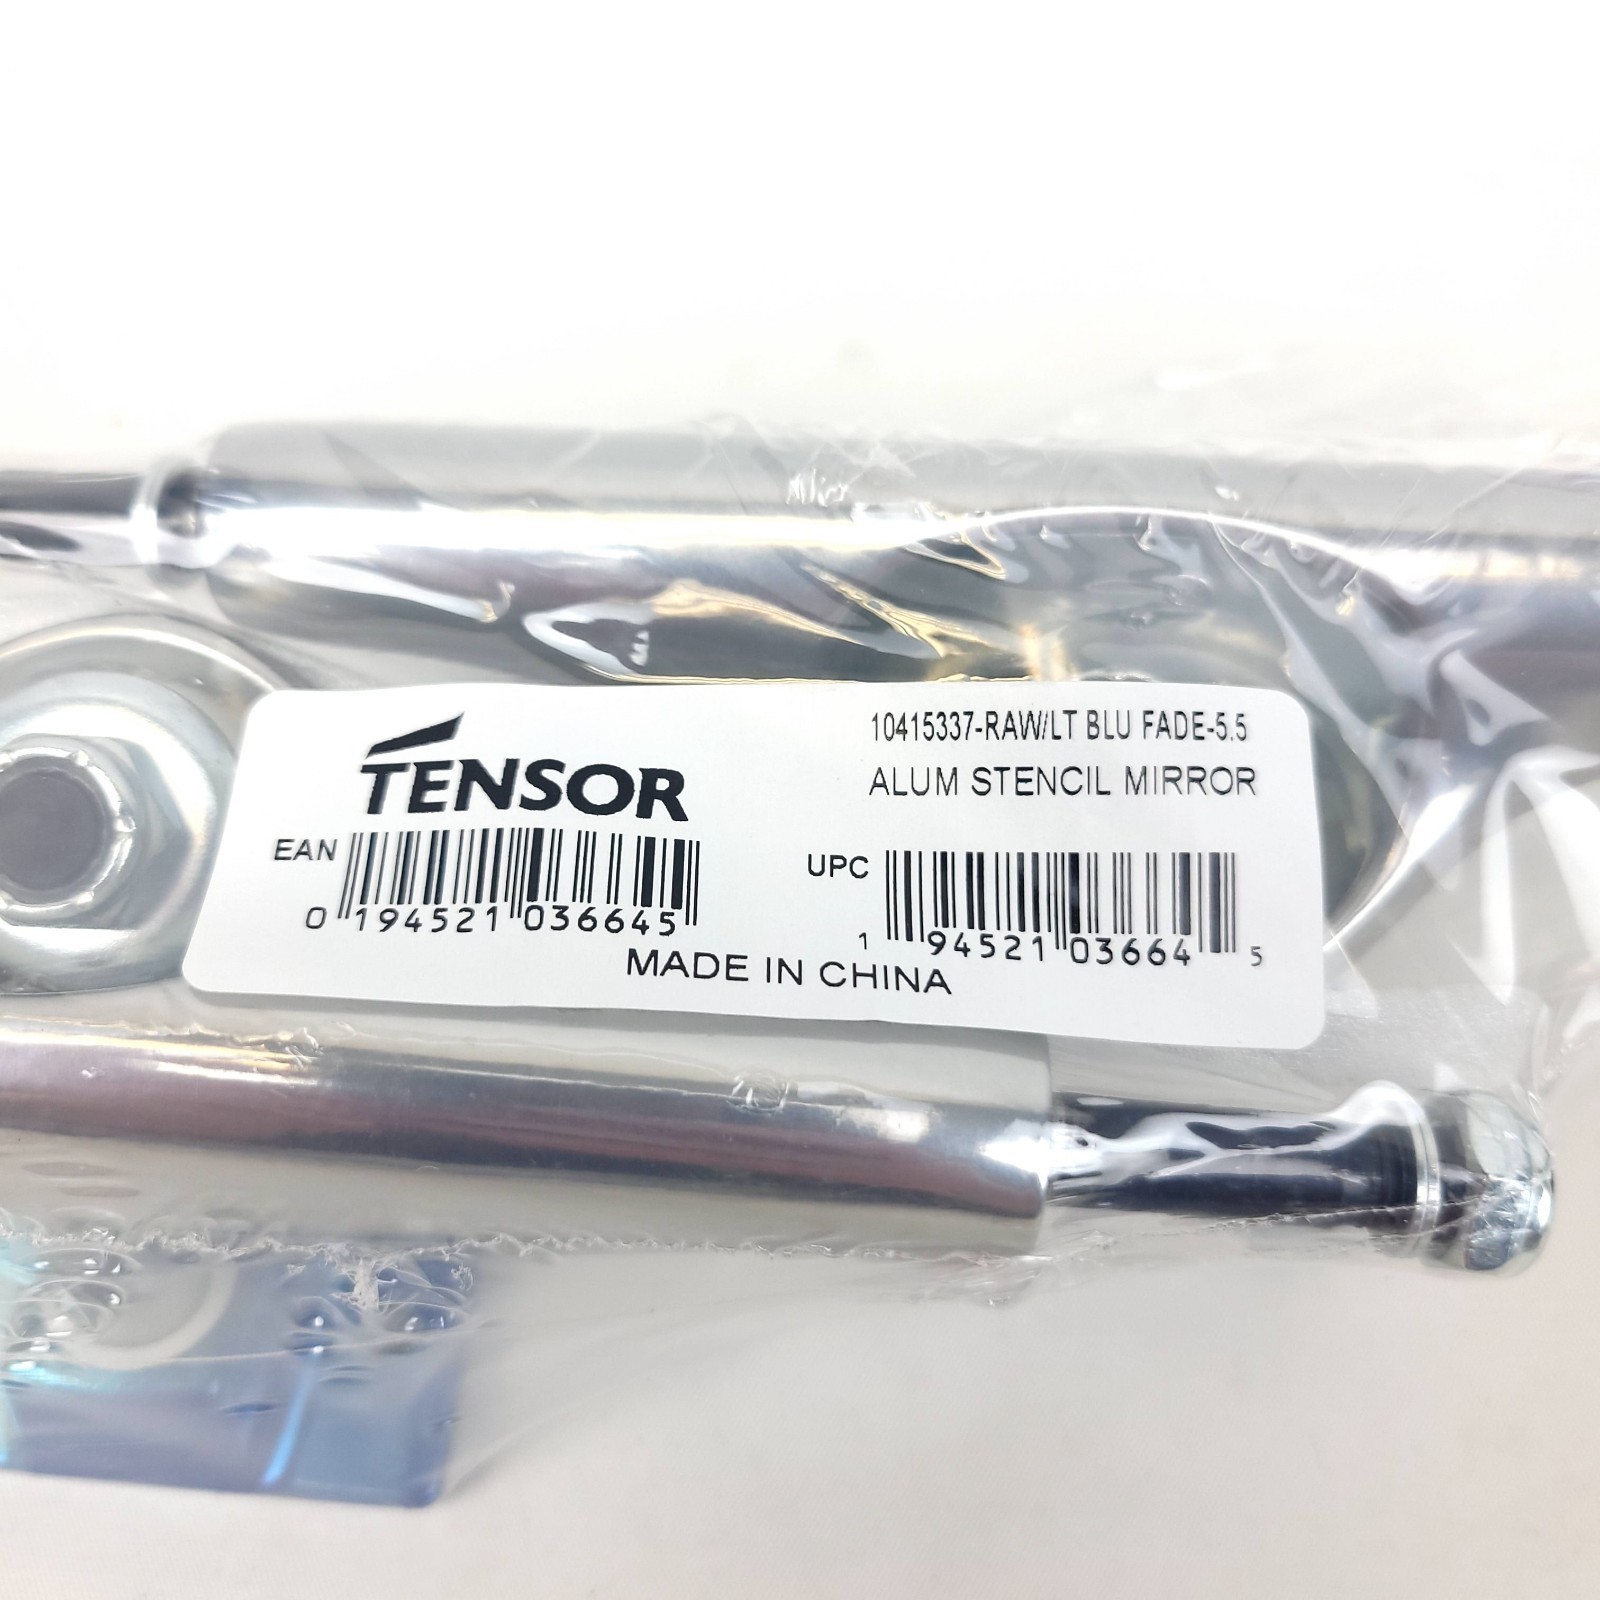 TENSOR
10415337-RAW/LT BLU FADE-5.5
ALUM STENCIL MIRROR
EAN
0 194521 036645
UPC
1 94521 03664 5
MADE IN CHINA